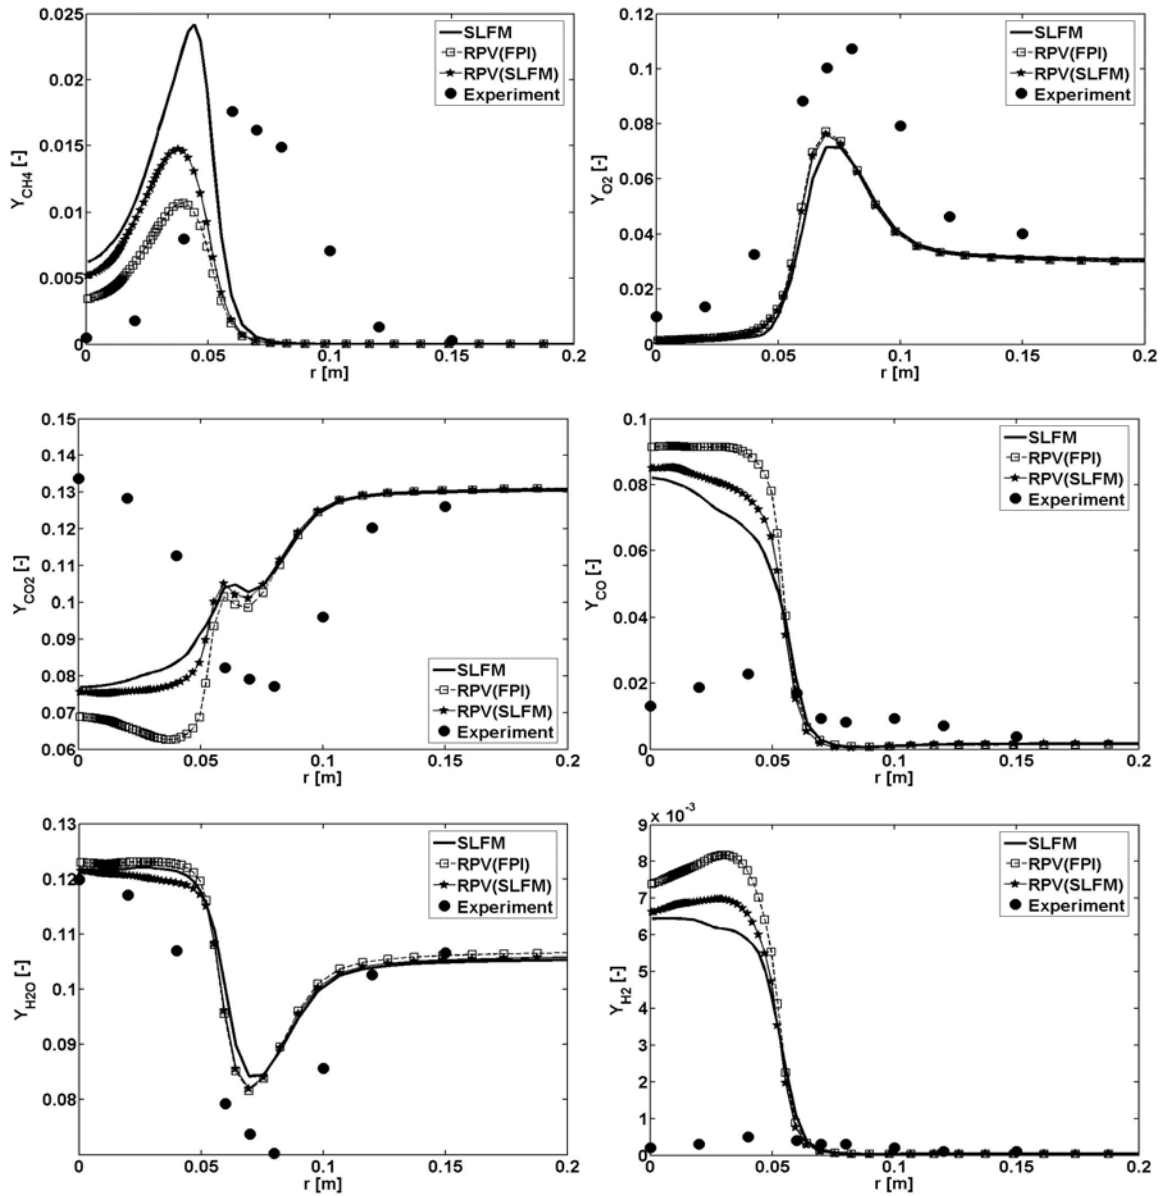 0.025
0.02
0.015
0.01
0.005
0
Y_CH4 [-]
SLFM
RPV(FPI)
RPV(SLFM)
Experiment
0 0.05 0.1 0.15 0.2
r [m]
0.12
0.1
0.08
0.06
0.04
0.02
0
Y_O2 [-]
SLFM
RPV(FPI)
RPV(SLFM)
Experiment
0 0.05 0.1 0.15 0.2
r [m]
0.15
0.14
0.13
0.12
0.11
0.1
0.09
0.08
0.07
0.06
Y_CO2 [-]
SLFM
RPV(FPI)
RPV(SLFM)
Experiment
0 0.05 0.1 0.15 0.2
r [m]
0.1
0.08
0.06
0.04
0.02
0
Y_CO [-]
SLFM
RPV(FPI)
RPV(SLFM)
Experiment
0 0.05 0.1 0.15 0.2
r [m]
0.13
0.12
0.11
0.1
0.09
0.08
Y_H2O [-]
SLFM
RPV(FPI)
RPV(SLFM)
Experiment
0 0.05 0.1 0.15 0.2
r [m]
x 10^-3
9
8
7
6
5
4
3
2
1
0
Y_H2 [-]
SLFM
RPV(FPI)
RPV(SLFM)
Experiment
0 0.05 0.1 0.15 0.2
r [m]